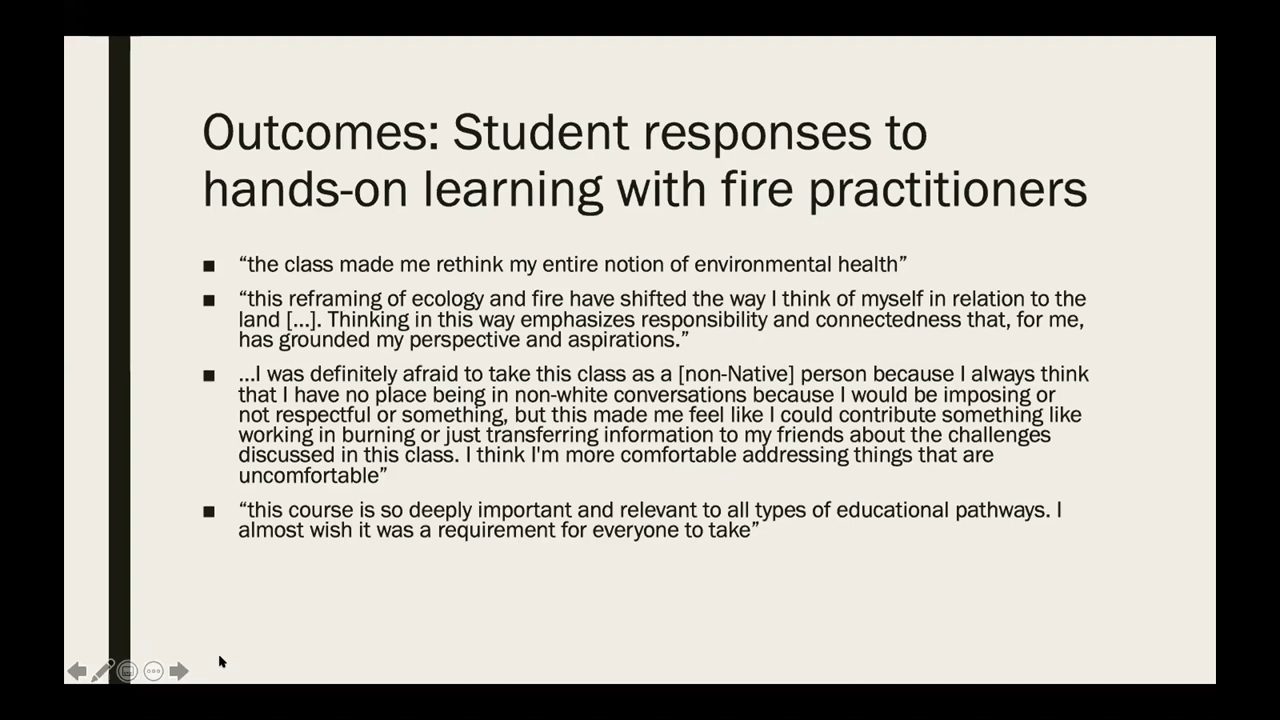 Outcomes: Student responses to
hands-on learning with fire practitioners
■ “the class made me rethink my entire notion of environmental health”
■ “this reframing of ecology and fire have shifted the way I think of myself in relation to the
land [...]. Thinking in this way emphasizes responsibility and connectedness that, for me,
has grounded my perspective and aspirations.”
■ ...I was definitely afraid to take this class as a [non-Native] person because I always think
that I have no place being in non-white conversations because I would be imposing or
not respectful or something, but this made me feel like I could contribute something like
working in burning or just transferring information to my friends about the challenges
discussed in this class. I think I'm more comfortable addressing things that are
uncomfortable”
■ “this course is so deeply important and relevant to all types of educational pathways. I
almost wish it was a requirement for everyone to take”